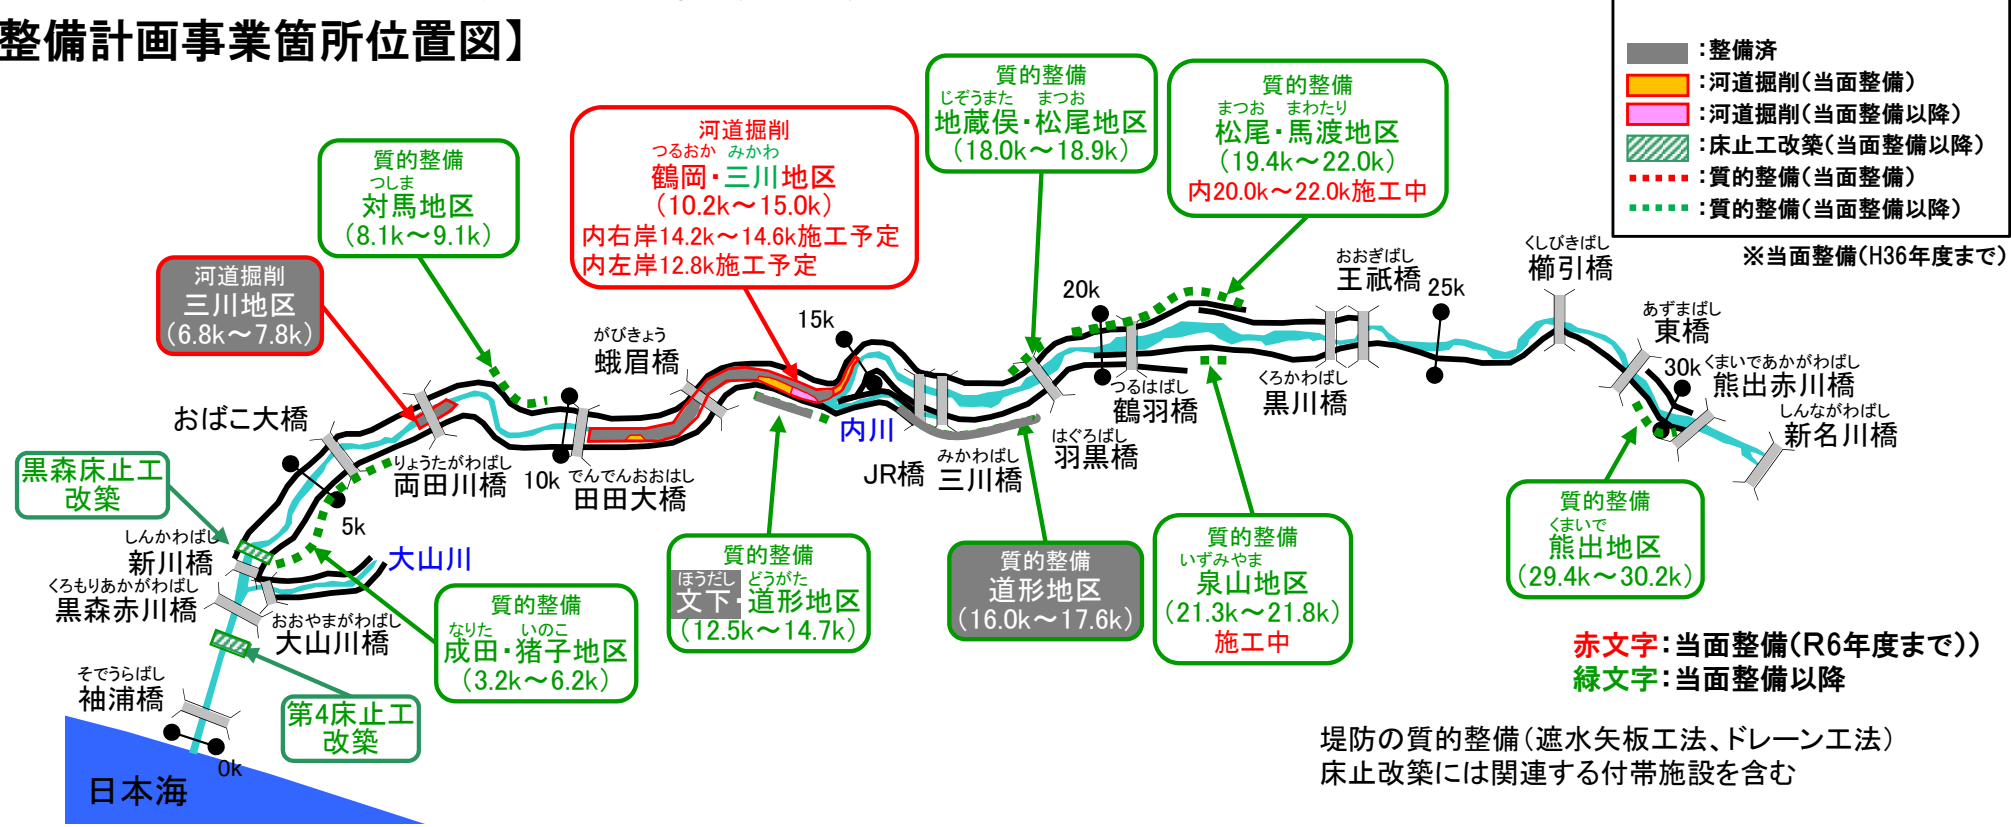 整備計画事業箇所位置図】
：整備済
：河道掘削（当面整備）
：河道掘削（当面整備以降）
：床止工改築（当面整備以降）
：質的整備（当面整備）
：質的整備（当面整備以降）
※当面整備（H36年度まで）
質的整備
つしま
対馬地区
（8.1k～9.1k）
河道掘削
つるおか みかわ
鶴岡・三川地区
（10.2k～15.0k）
内右岸14.2k～14.6k施工予定
内左岸12.8k施工予定
質的整備
じぞうまた まつお
地蔵俣・松尾地区
（18.0k～18.9k）
質的整備
まつお まわたり
松尾・馬渡地区
（19.4k～22.0k）
内20.0k～22.0k施工中
河道掘削
三川地区
（6.8k～7.8k）
がびきょう
蛾眉橋
15k
20k
おおぎばし
王祇橋
25k
くしびきばし
櫛引橋
あずまばし
東橋
30k
くまいであかがわばし
熊出赤川橋
しんながわばし
新名川橋
おばこ大橋
りょうたがわばし
両田川橋
10k
でんでんおおはし
田田大橋
内川
JR橋
みかわばし
三川橋
はぐろばし
羽黒橋
つるはばし
鶴羽橋
くろかわばし
黒川橋
黒森床止工
改築
5k
しんかわばし
新川橋
くろもりあかがわばし
黒森赤川橋
大山川
おおやまがわばし
大山川橋
そでうらばし
袖浦橋
第4床止工
改築
0k
日本海
質的整備
なりた いのこ
成田・猪子地区
（3.2k～6.2k）
質的整備
ほうだし どうがた
文下・道形地区
（12.5k～14.7k）
質的整備
道形地区
（16.0k～17.6k）
質的整備
いずみやま
泉山地区
（21.3k～21.8k）
施工中
質的整備
くまいで
熊出地区
（29.4k～30.2k）
赤文字：当面整備（R6年度まで））
緑文字：当面整備以降
堤防の質的整備（遮水矢板工法、ドレーン工法）
床止改築には関連する付帯施設を含む